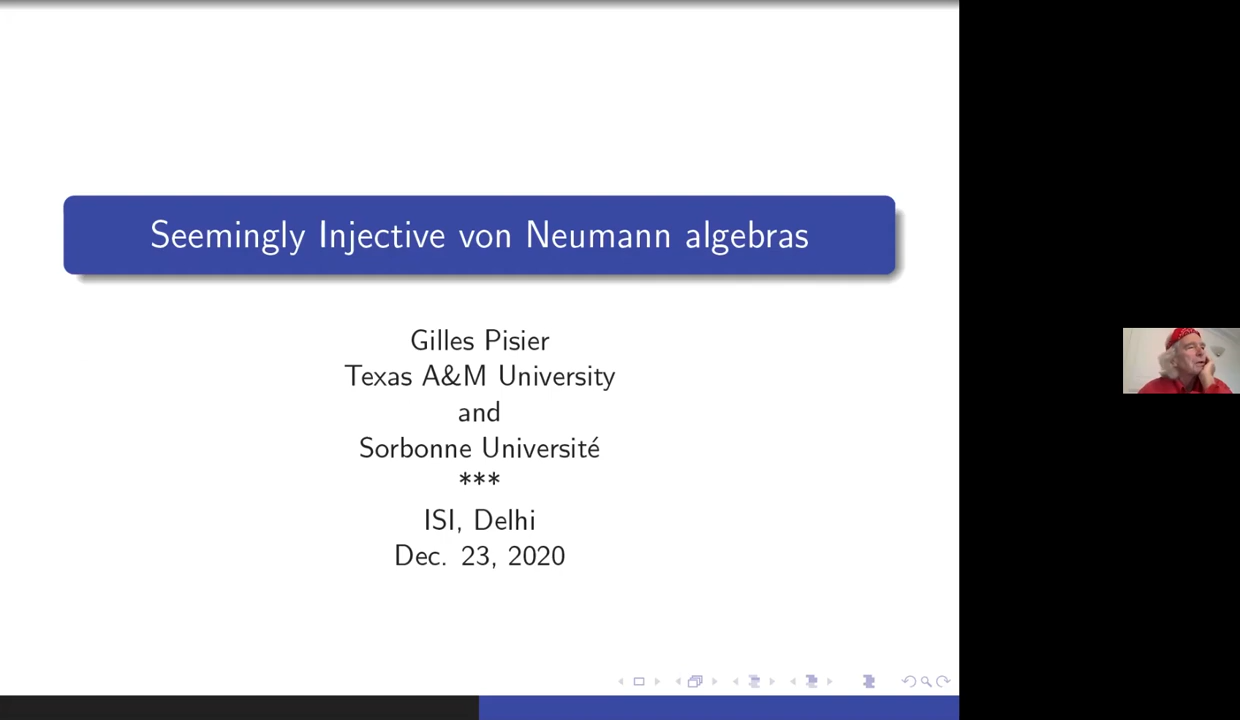 Seemingly Injective von Neumann algebras
Gilles Pisier
Texas A&M University
and
Sorbonne Université
***
ISI, Delhi
Dec. 23, 2020